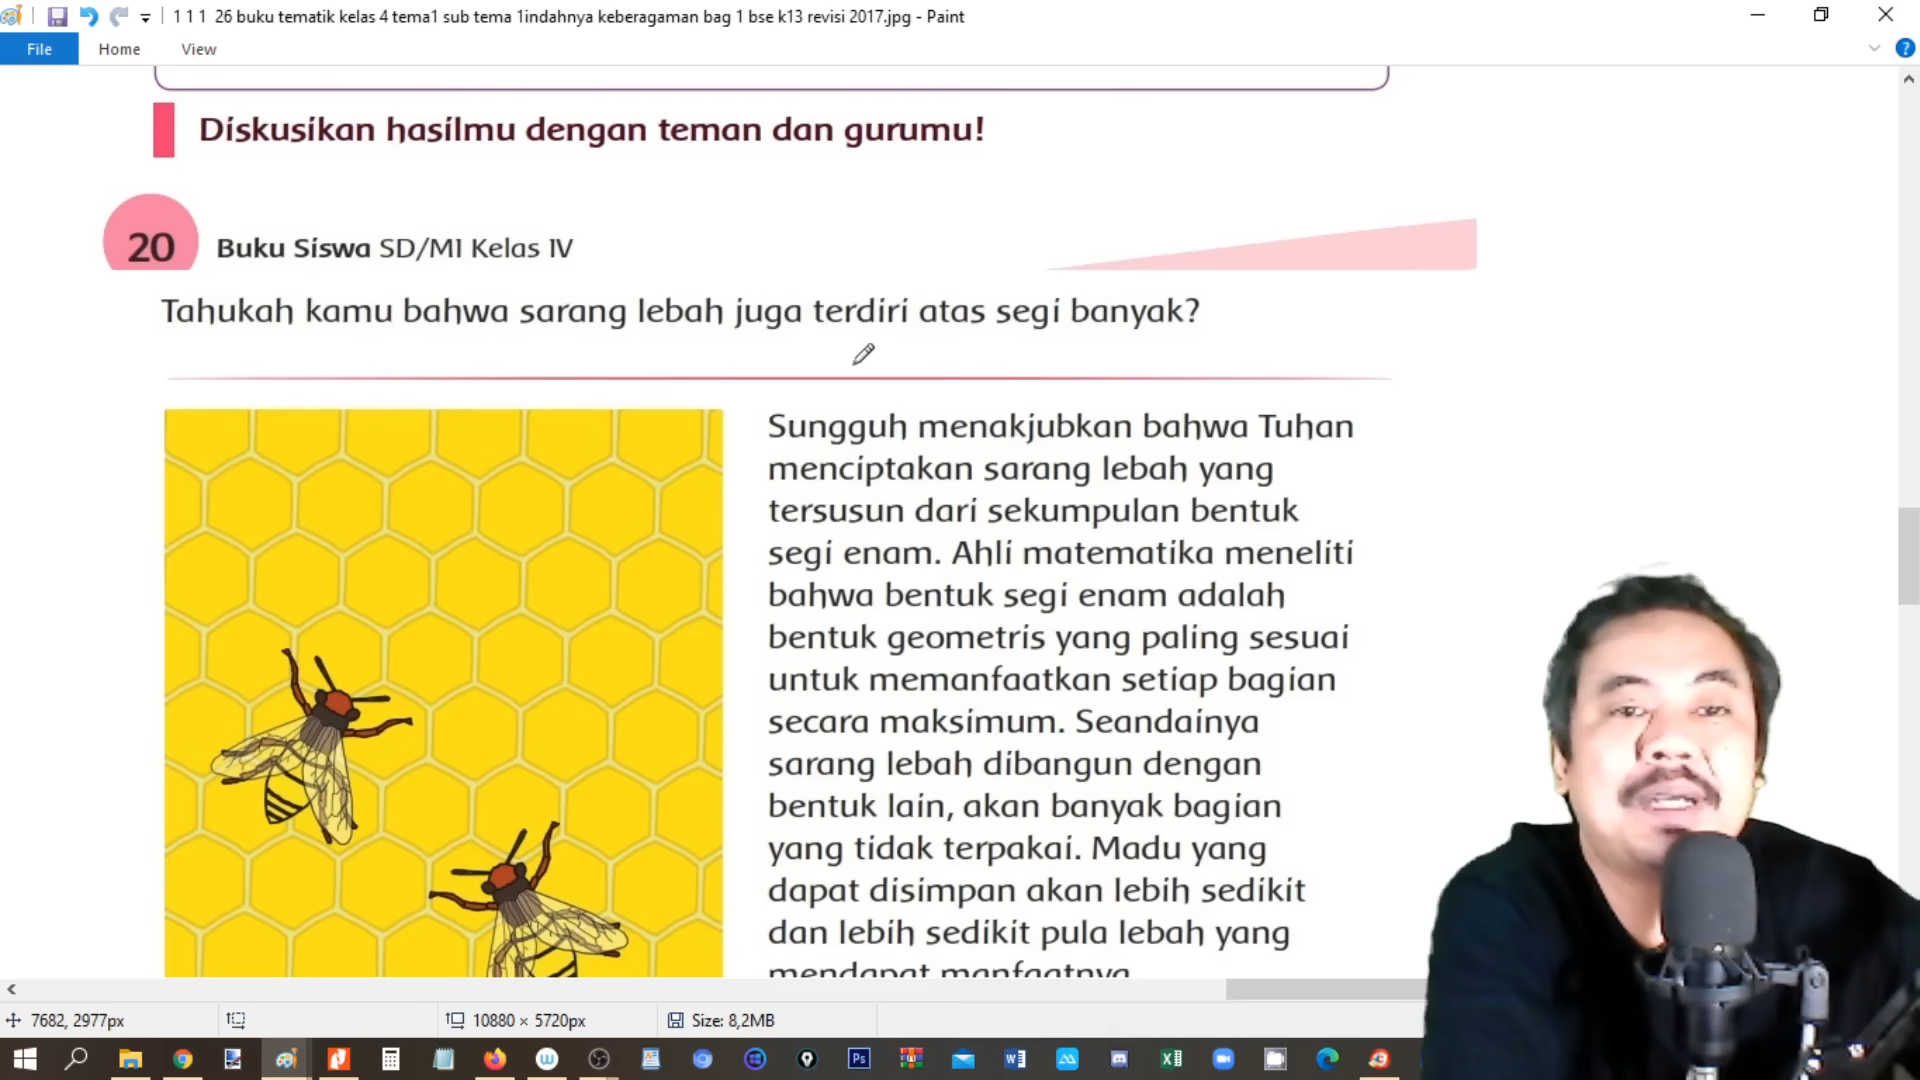 1 1 1  26 buku tematik kelas 4 tema1 sub tema 1indahnya keberagaman bag 1 bse k13 revisi 2017.jpg - Paint
File Home View
Diskusikan hasilmu dengan teman dan gurumu!
20 Buku Siswa SD/MI Kelas IV
Tahukah kamu bahwa sarang lebah juga terdiri atas segi banyak?
Sungguh menakjubkan bahwa Tuhan
menciptakan sarang lebah yang
tersusun dari sekumpulan bentuk
segi enam. Ahli matematika meneliti
bahwa bentuk segi enam adalah
bentuk geometris yang paling sesuai
untuk memanfaatkan setiap bagian
secara maksimum. Seandainya
sarang lebah dibangun dengan
bentuk lain, akan banyak bagian
yang tidak terpakai. Madu yang
dapat disimpan akan lebih sedikit
dan lebih sedikit pula lebah yang
mendapat manfaatnya.
7682, 2977px 10880 × 5720px Size: 8,2MB
Ps